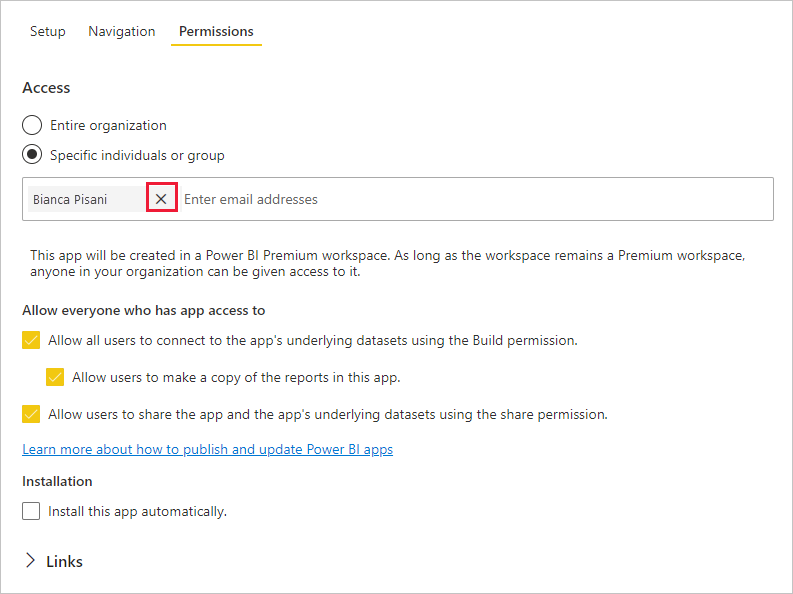 Setup Navigation Permissions
Access
Entire organization
Specific individuals or group
Bianca Pisani Enter email addresses
This app will be created in a Power BI Premium workspace. As long as the workspace remains a Premium workspace,
anyone in your organization can be given access to it.
Allow everyone who has app access to
Allow all users to connect to the app's underlying datasets using the Build permission.
Allow users to make a copy of the reports in this app.
Allow users to share the app and the app's underlying datasets using the share permission.
Learn more about how to publish and update Power BI apps
Installation
Install this app automatically.
Links